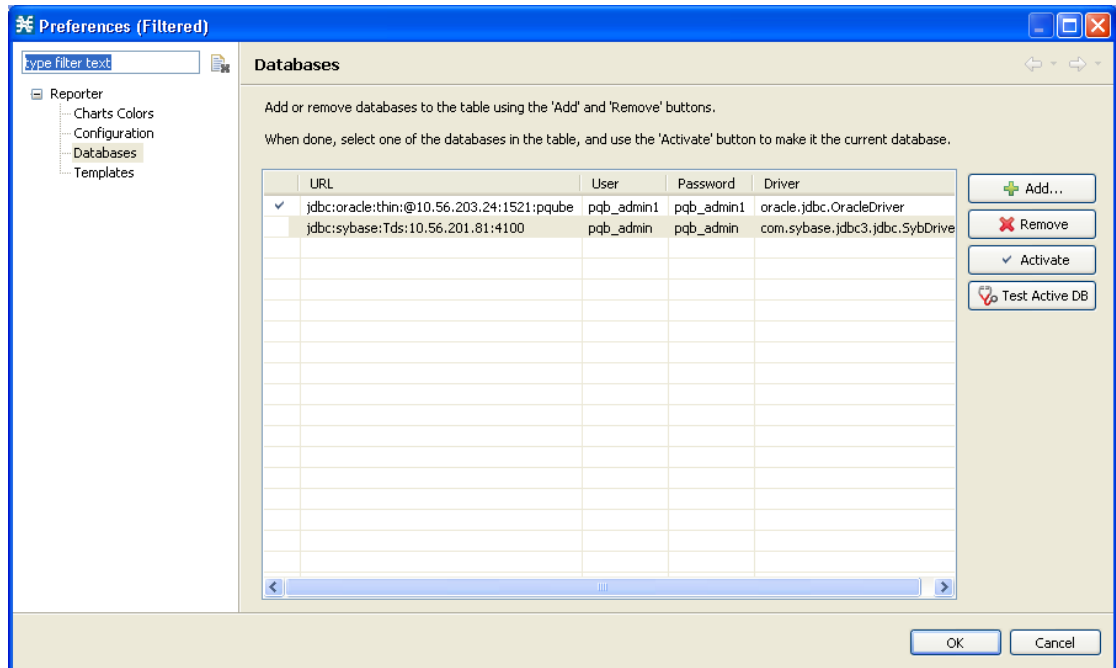 Preferences (Filtered)
type filter text
Reporter
Charts Colors
Configuration
Databases
Templates
Databases
Add or remove databases to the table using the 'Add' and 'Remove' buttons.
When done, select one of the databases in the table, and use the 'Activate' button to make it the current database.
URL User Password Driver
jdbc:oracle:thin:@10.56.203.24:1521:pqube pqb_admin1 pqb_admin1 oracle.jdbc.OracleDriver
jdbc:sybase:Tds:10.56.201.81:4100 pqb_admin pqb_admin com.sybase.jdbc3.jdbc.SybDrive
Add...
Remove
Activate
Test Active DB
OK Cancel